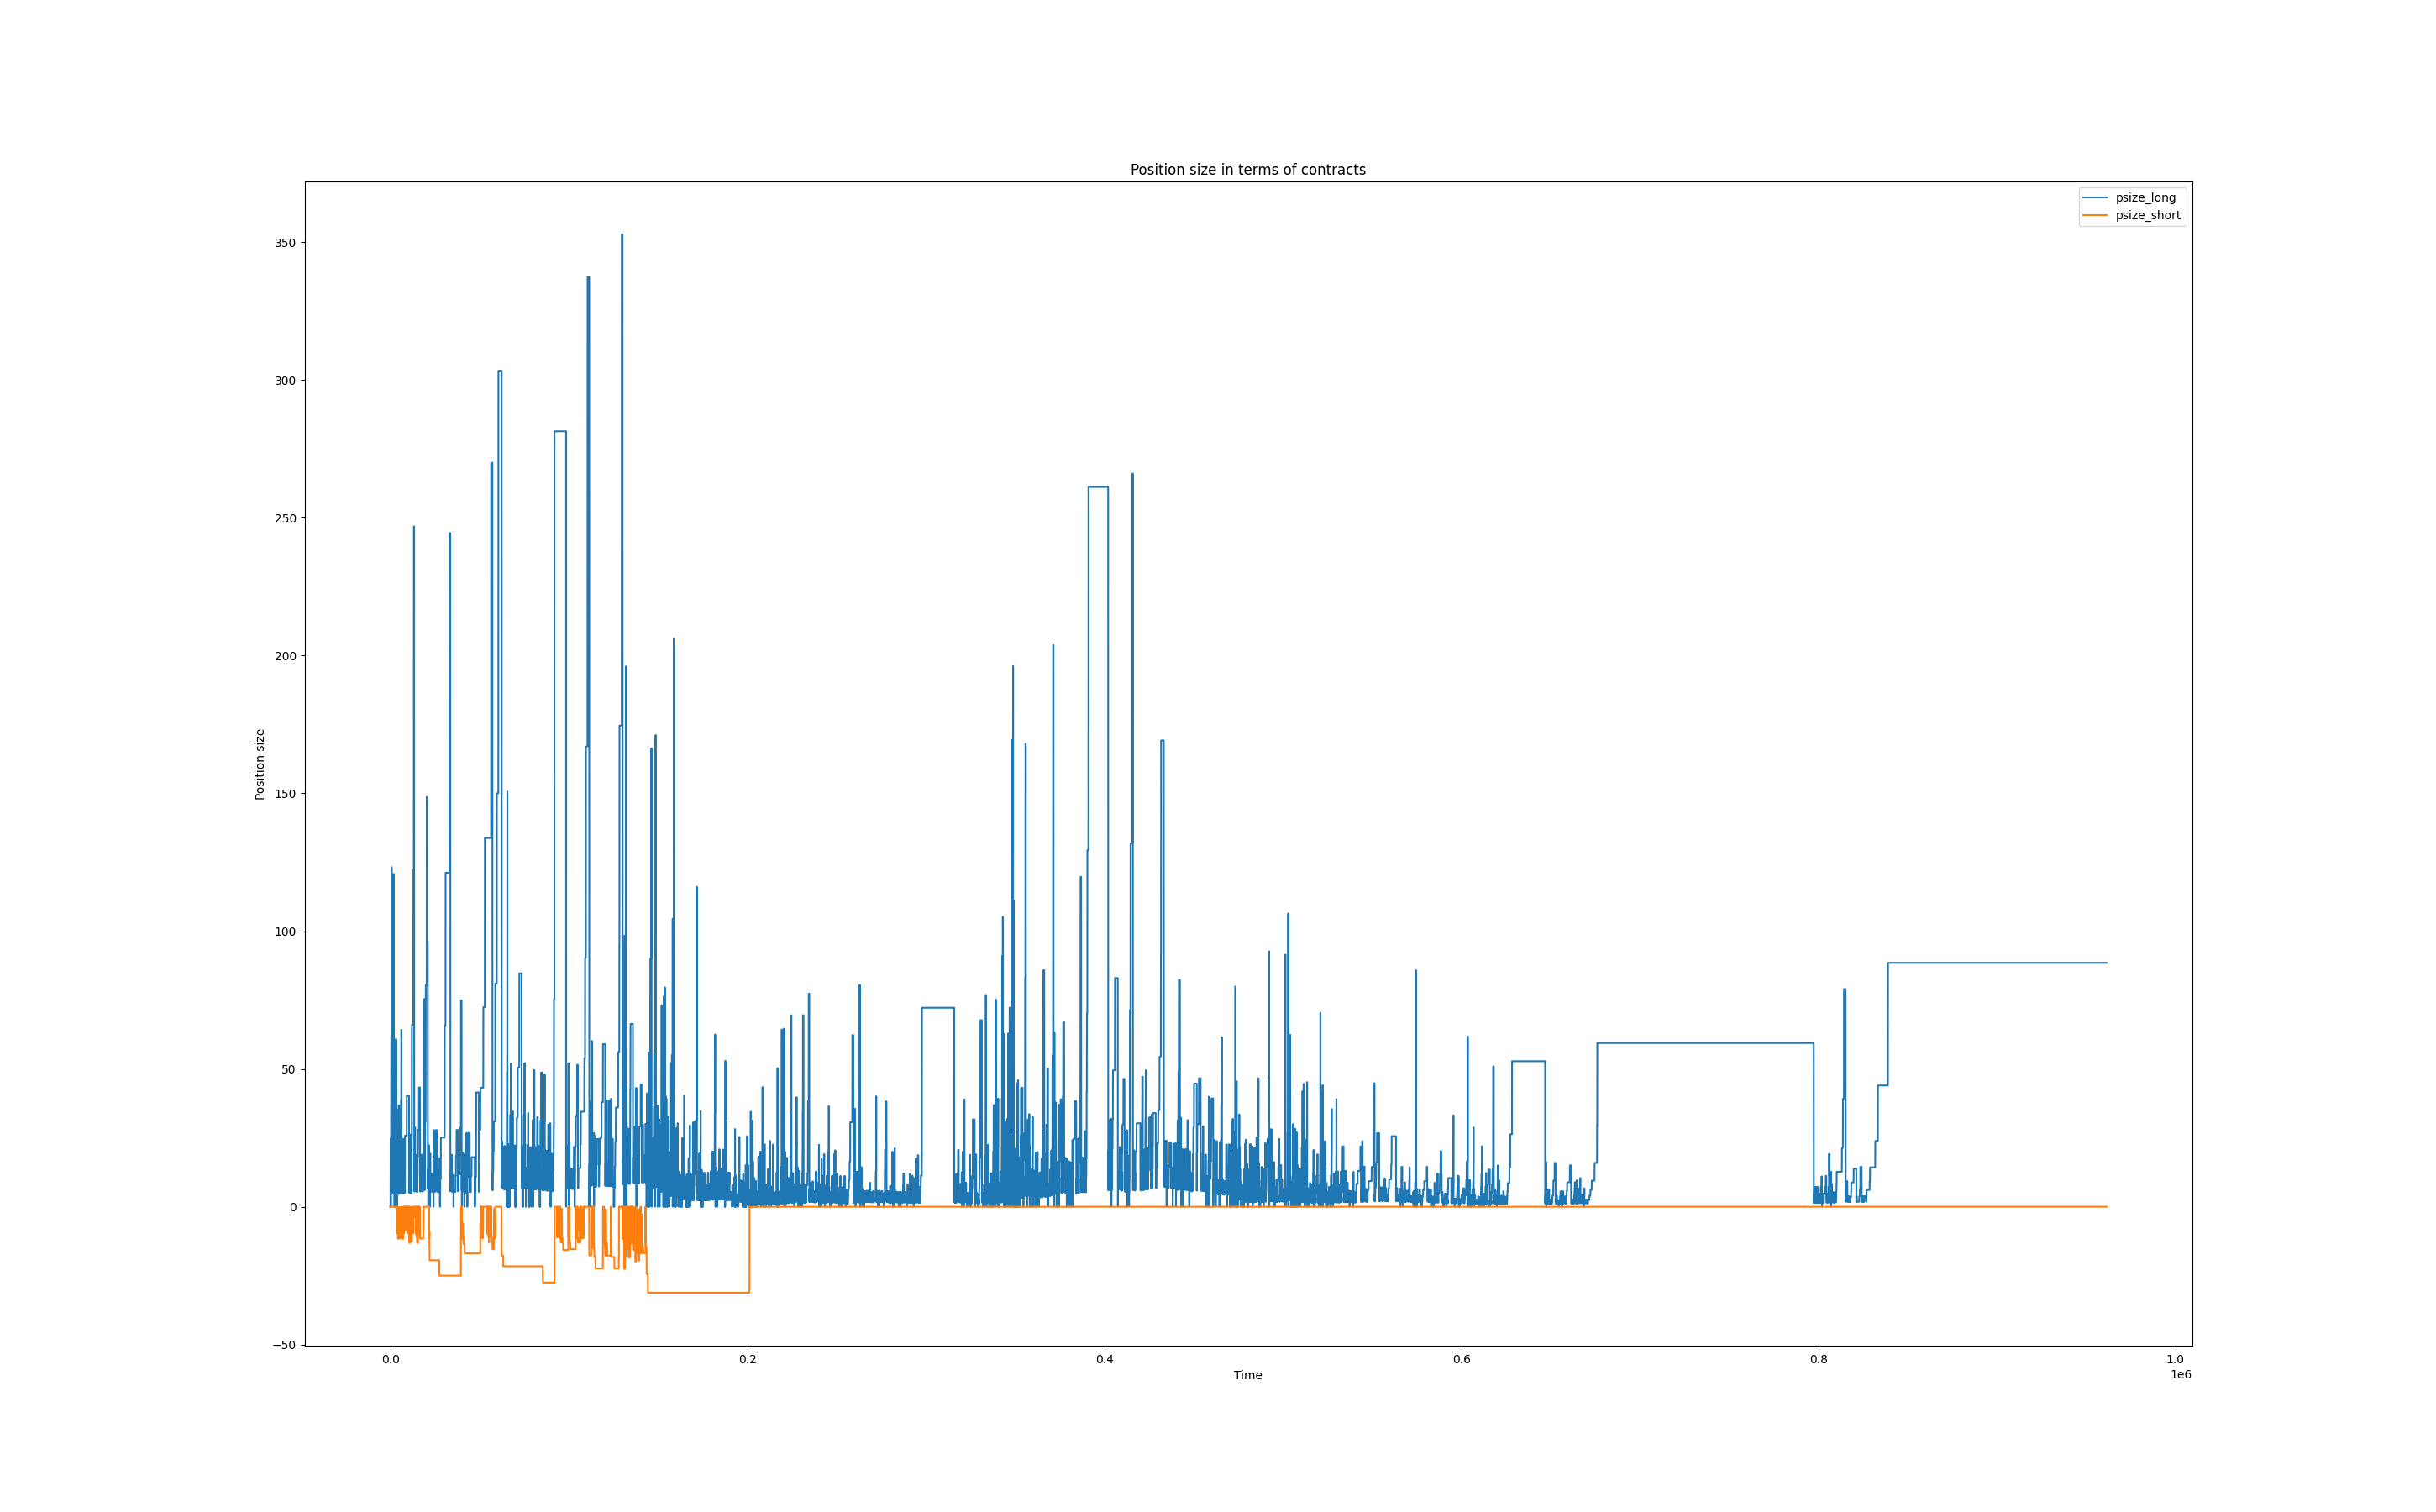 Position size in terms of contracts
psize_long
psize_short
350
300
250
200
150
100
50
0
−50
Position size
0.0
0.2
0.4
0.6
0.8
1.0
1e6
Time